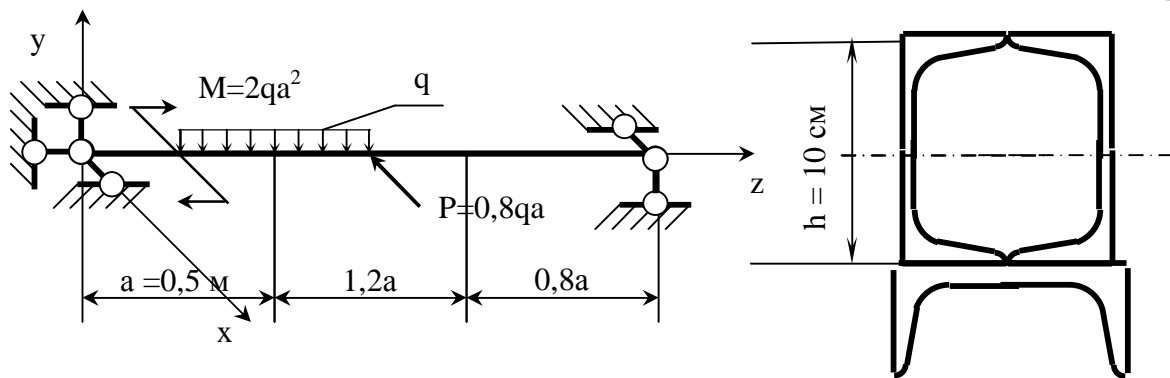 y
M=2qa²
q
z
P=0,8qa
a =0,5 м
1,2a
0,8a
x
h = 10 см